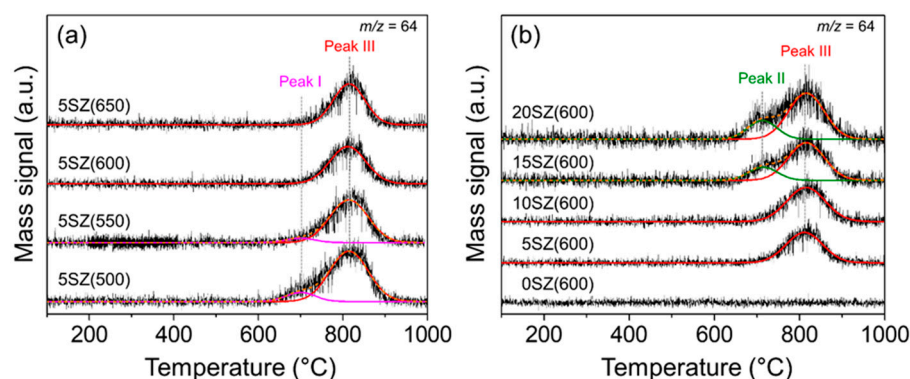 (a)
m/z = 64
Peak III
Peak I
5SZ(650)
5SZ(600)
5SZ(550)
5SZ(500)
Mass signal (a.u.)
200 400 600 800 1000
Temperature (°C)
(b)
m/z = 64
Peak III
Peak II
20SZ(600)
15SZ(600)
10SZ(600)
5SZ(600)
0SZ(600)
Mass signal (a.u.)
200 400 600 800 1000
Temperature (°C)